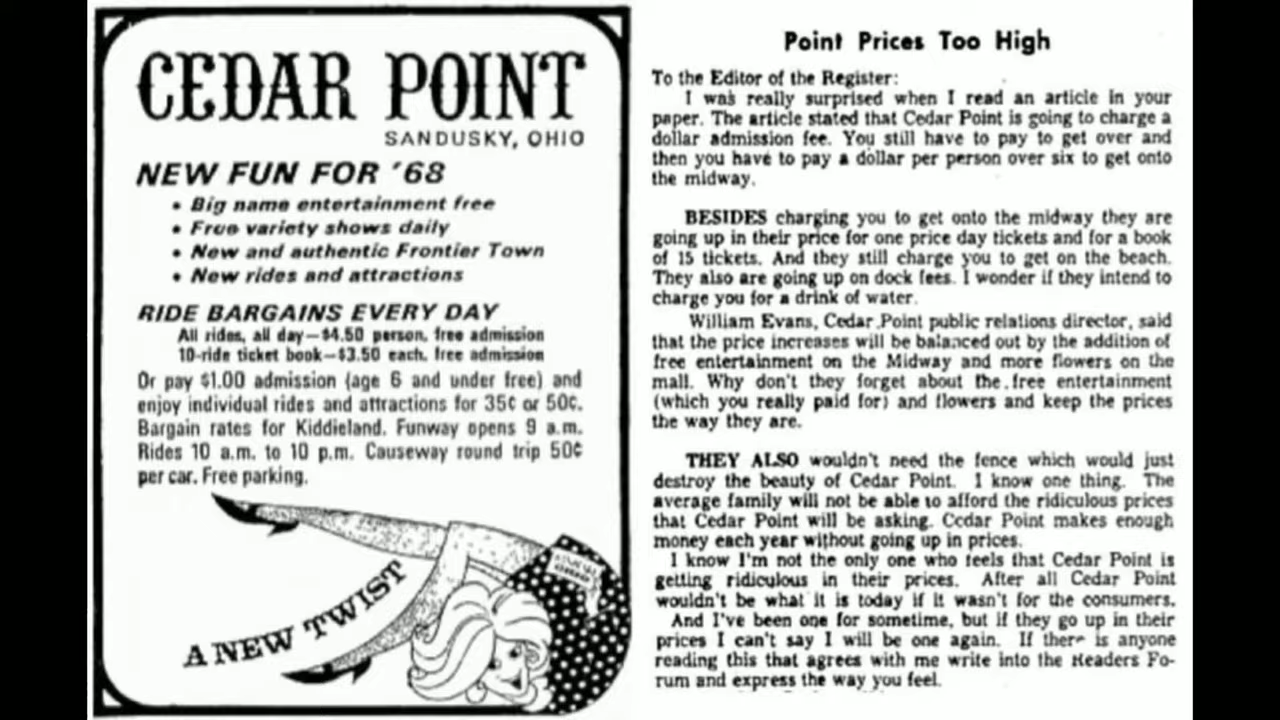 CEDAR POINT
SANDUSKY, OHIO
NEW FUN FOR '68
• Big name entertainment free
• Free variety shows daily
• New and authentic Frontier Town
• New rides and attractions
RIDE BARGAINS EVERY DAY
All rides, all day—$4.50 person, free admission
10-ride ticket book—$3.50 each, free admission
Or pay $1.00 admission (age 6 and under free) and
enjoy individual rides and attractions for 35¢ or 50¢.
Bargain rates for Kiddieland. Funway opens 9 a.m.
Rides 10 a.m. to 10 p.m. Causeway round trip 50¢
per car. Free parking.
A NEW TWIST
Point Prices Too High
To the Editor of the Register:
I was really surprised when I read an article in your
paper. The article stated that Cedar Point is going to charge a
dollar admission fee. You still have to pay to get over and
then you have to pay a dollar per person over six to get onto
the midway.
BESIDES charging you to get onto the midway they are
going up in their price for one price day tickets and for a book
of 15 tickets. And they still charge you to get on the beach.
They also are going up on dock fees. I wonder if they intend to
charge you for a drink of water.
William Evans, Cedar Point public relations director, said
that the price increases will be balanced out by the addition of
free entertainment on the Midway and more flowers on the
mall. Why don't they forget about the free entertainment
(which you really paid for) and flowers and keep the prices
the way they are.
THEY ALSO wouldn't need the fence which would just
destroy the beauty of Cedar Point. I know one thing. The
average family will not be able to afford the ridiculous prices
that Cedar Point will be asking. Cedar Point makes enough
money each year without going up in prices.
I know I'm not the only one who feels that Cedar Point is
getting ridiculous in their prices. After all Cedar Point
wouldn't be what it is today if it wasn't for the consumers.
And I've been one for sometime, but if they go up in their
prices I can't say I will be one again. If there is anyone
reading this that agrees with me write into the Readers Fo-
rum and express the way you feel.